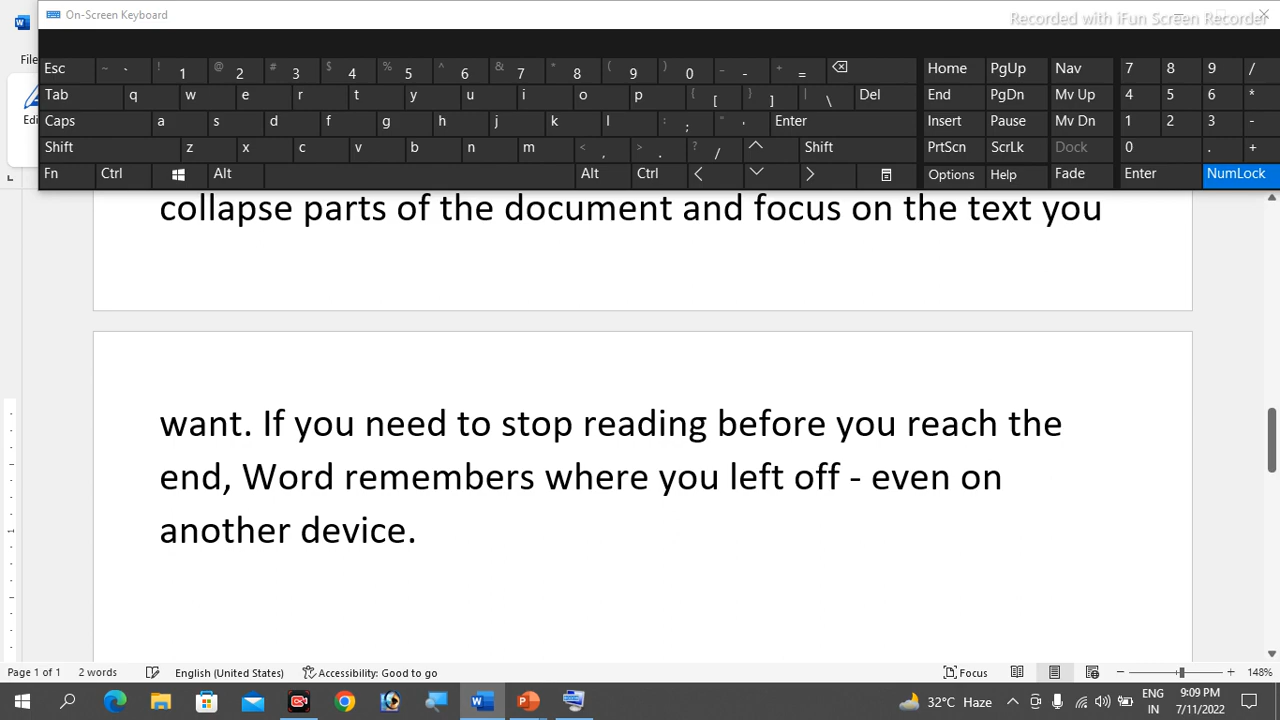 On-Screen Keyboard
Recorded with iFun Screen Recorder
File
Edi
Esc ~ ` ! 1 @ 2 # 3 $ 4 % 5 ^ 6 & 7 * 8 ( 9 ) 0 _ - + = Home PgUp Nav 7 8 9 /
Tab q w e r t y u i o p { [ } ] | \ Del End PgDn Mv Up 4 5 6 *
Caps a s d f g h j k l : ; " ' Enter Insert Pause Mv Dn 1 2 3 -
Shift z x c v b n m < , > . ? / Shift PrtScn ScrLk Dock 0 . +
Fn Ctrl Alt Alt Ctrl Options Help Fade Enter NumLock
collapse parts of the document and focus on the text you
want. If you need to stop reading before you reach the
end, Word remembers where you left off - even on
another device.
Page 1 of 1 2 words English (United States) Accessibility: Good to go Focus 148%
32°C Haze ENG 9:09 PM
IN 7/11/2022